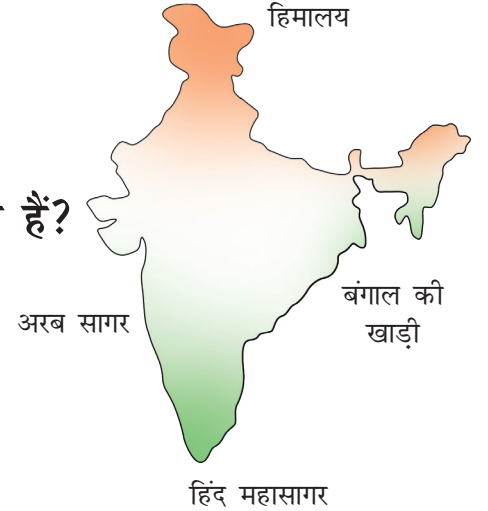 हिमालय
हैं?
बंगाल की
खाड़ी
अरब सागर
हिंद महासागर